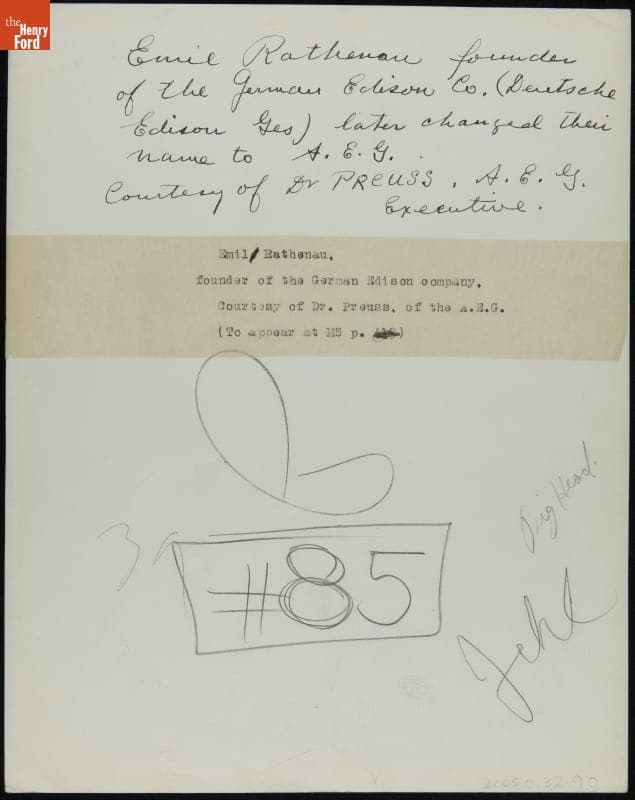 the
Henry
Ford
Emil Rathenau founder
of the German Edison Co. (Deutsche
Edison Ges) later changed their
name to A.E.G.
Courtesy of Dr PREUSS, A.E.G.
Executive.
Emil Rathenau,
founder of the German Edison company,
Courtesy of Dr. Preuss, of the A.E.G.
(To appear at MS p. )
Big Head.
#85
Jehl